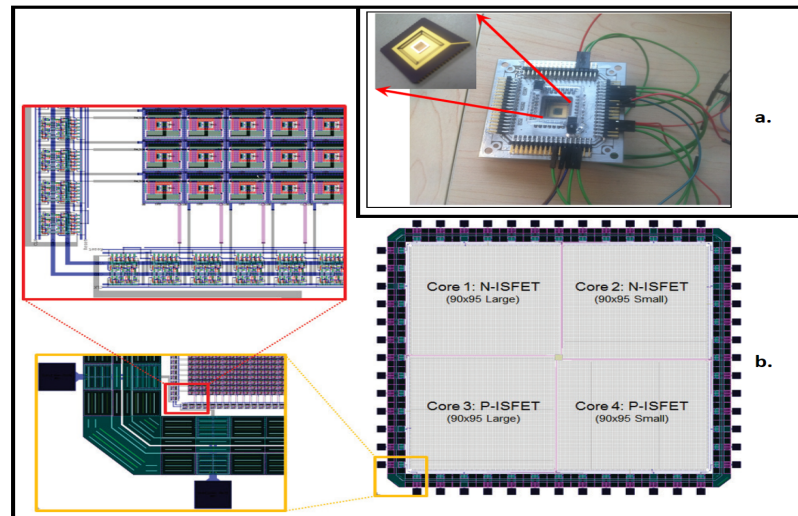 a.
Core 1: N-ISFET
(90x95 Large)
Core 2: N-ISFET
(90x95 Small)
b.
Core 3: P-ISFET
(90x95 Large)
Core 4: P-ISFET
(90x95 Small)